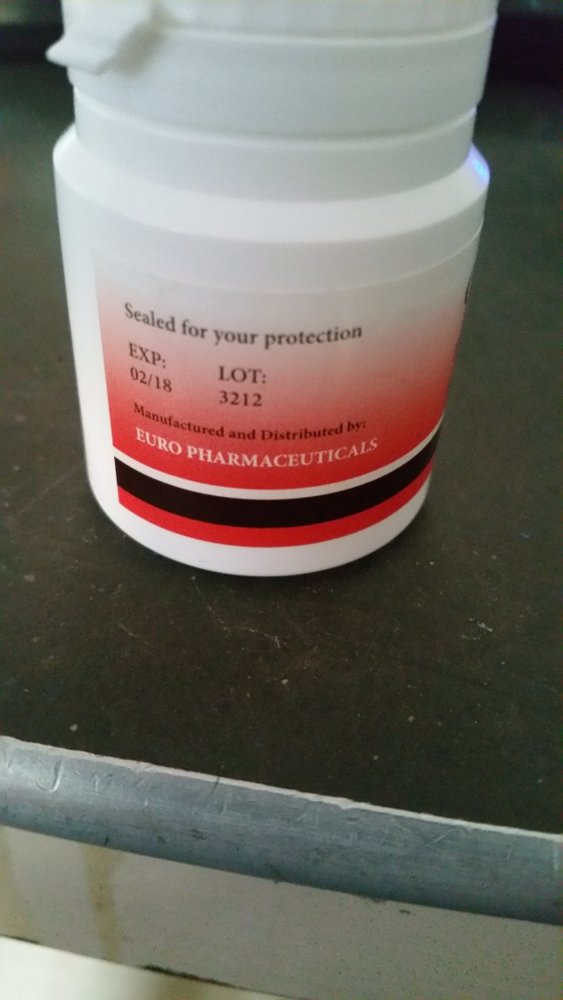 Sealed for your protection
EXP:
02/18
LOT:
3212
Manufactured and Distributed by:
EURO PHARMACEUTICALS